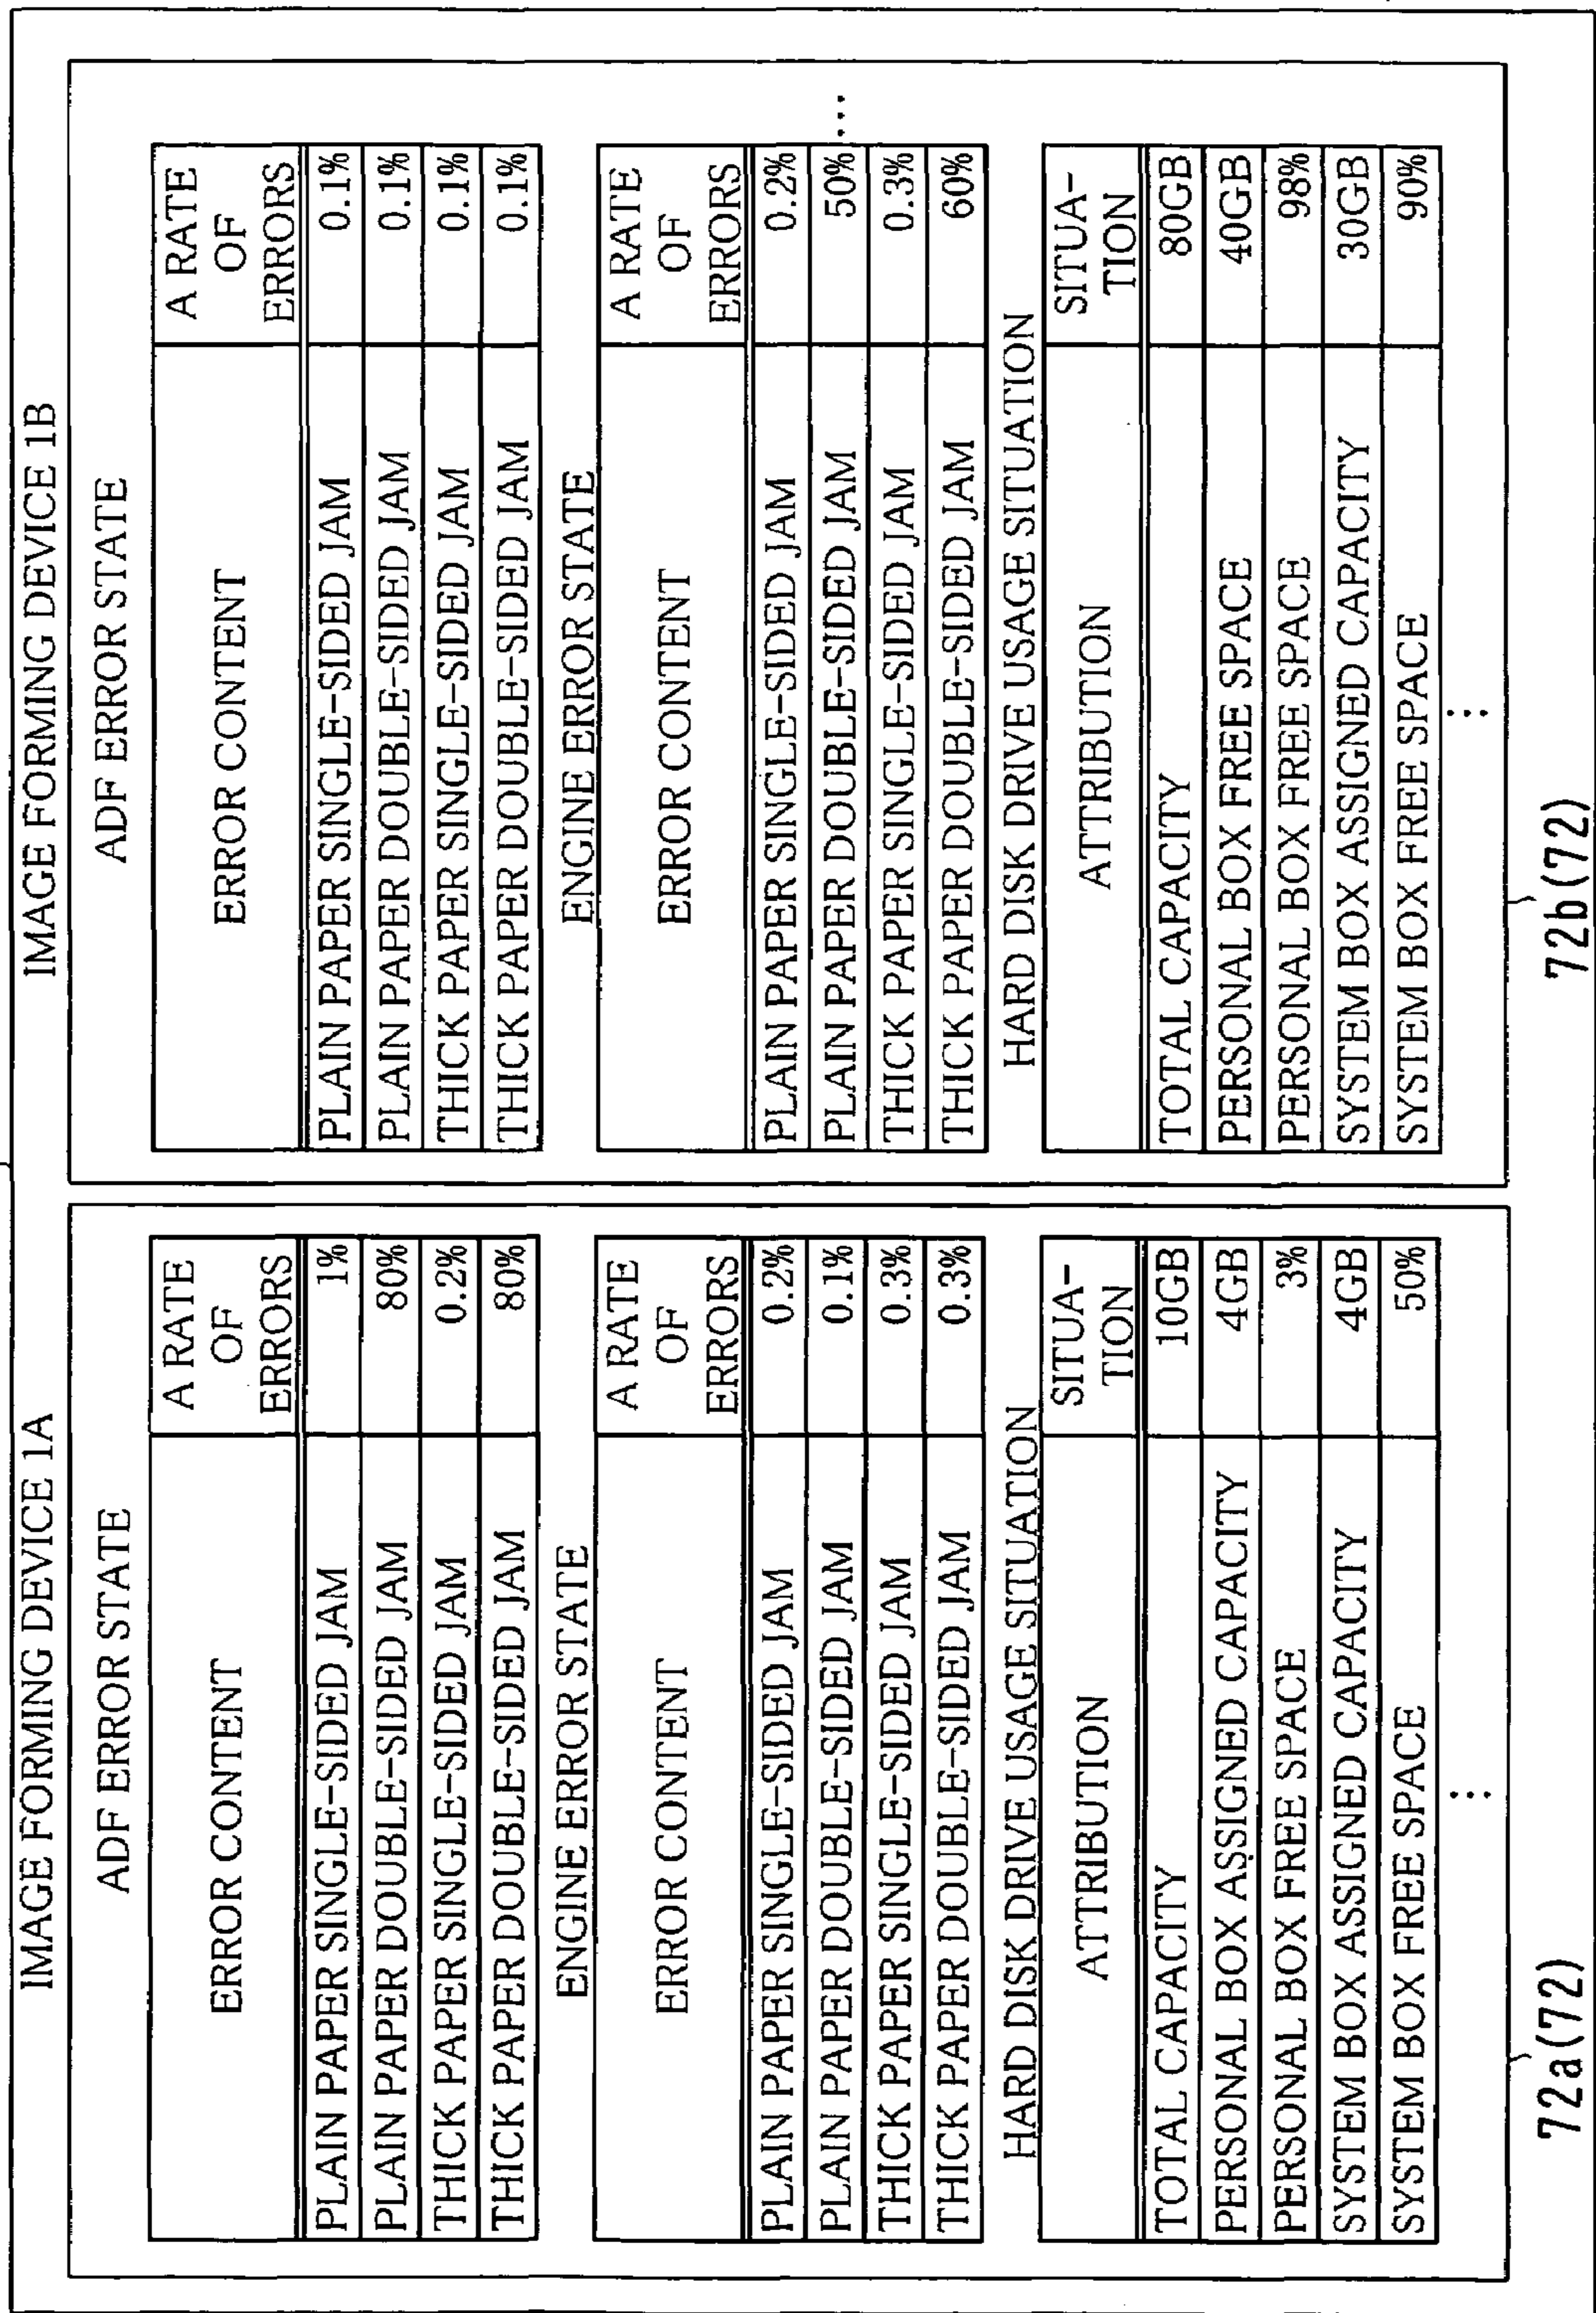 IMAGE FORMING DEVICE 1A
ADF ERROR STATE
ERROR CONTENT A RATE OF ERRORS
PLAIN PAPER SINGLE-SIDED JAM 1%
PLAIN PAPER DOUBLE-SIDED JAM 80%
THICK PAPER SINGLE-SIDED JAM 0.2%
THICK PAPER DOUBLE-SIDED JAM 80%
ENGINE ERROR STATE
ERROR CONTENT A RATE OF ERRORS
PLAIN PAPER SINGLE-SIDED JAM 0.2%
PLAIN PAPER DOUBLE-SIDED JAM 0.1%
THICK PAPER SINGLE-SIDED JAM 0.3%
THICK PAPER DOUBLE-SIDED JAM 0.3%
HARD DISK DRIVE USAGE SITUATION
ATTRIBUTION SITUA-TION
TOTAL CAPACITY 10GB
PERSONAL BOX ASSIGNED CAPACITY 4GB
PERSONAL BOX FREE SPACE 3%
SYSTEM BOX ASSIGNED CAPACITY 4GB
SYSTEM BOX FREE SPACE 50%
⋮
72a(72)
IMAGE FORMING DEVICE 1B
ADF ERROR STATE
ERROR CONTENT A RATE OF ERRORS
PLAIN PAPER SINGLE-SIDED JAM 0.1%
PLAIN PAPER DOUBLE-SIDED JAM 0.1%
THICK PAPER SINGLE-SIDED JAM 0.1%
THICK PAPER DOUBLE-SIDED JAM 0.1%
ENGINE ERROR STATE
ERROR CONTENT A RATE OF ERRORS
PLAIN PAPER SINGLE-SIDED JAM 0.2%
PLAIN PAPER DOUBLE-SIDED JAM 50%
THICK PAPER SINGLE-SIDED JAM 0.3%
THICK PAPER DOUBLE-SIDED JAM 60%
HARD DISK DRIVE USAGE SITUATION
ATTRIBUTION SITUA-TION
TOTAL CAPACITY 80GB
PERSONAL BOX FREE SPACE 40GB
PERSONAL BOX FREE SPACE 98%
SYSTEM BOX ASSIGNED CAPACITY 30GB
SYSTEM BOX FREE SPACE 90%
⋮
...
72b(72)